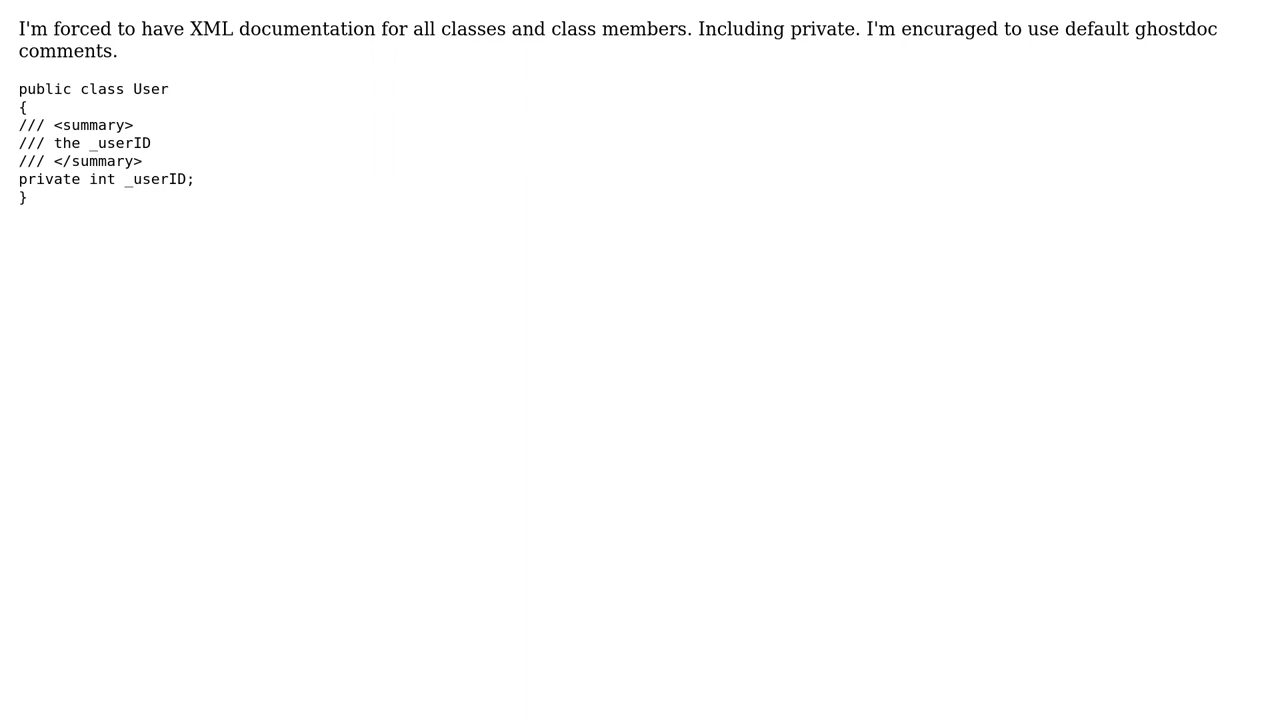 I'm forced to have XML documentation for all classes and class members. Including private. I'm encuraged to use default ghostdoc
comments.
public class User
{
/// <summary>
/// the _userID
/// </summary>
private int _userID;
}